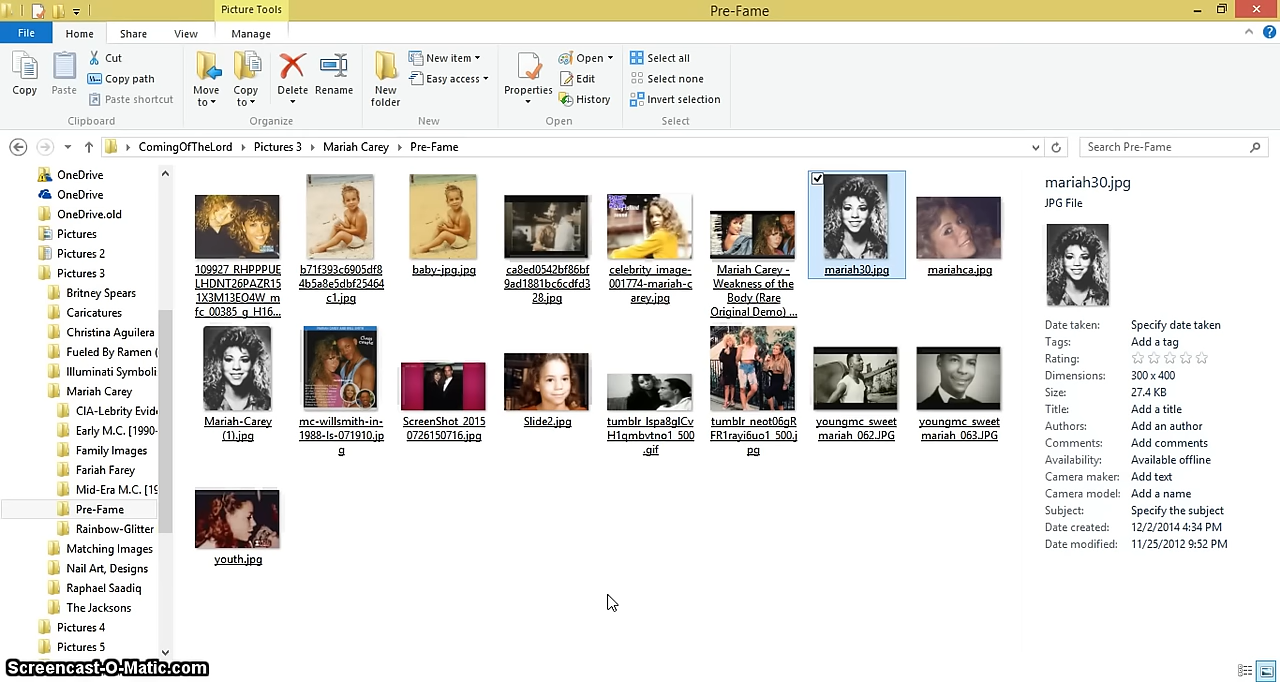 Picture Tools
Pre-Fame
File
Home
Share
View
Manage
Copy
Paste
Cut
Copy path
Paste shortcut
Clipboard
Move to
Copy to
Delete
Rename
Organize
New folder
New item
Easy access
New
Properties
Open
Edit
History
Open
Select all
Select none
Invert selection
Select
ComingOfTheLord
Pictures 3
Mariah Carey
Pre-Fame
Search Pre-Fame
OneDrive
OneDrive
OneDrive.old
Pictures
Pictures 2
Pictures 3
Britney Spears
Caricatures
Christina Aguilera
Fueled By Ramen (
Illuminati Symboli
Mariah Carey
CIA-Lebrity Evid
Early M.C. [1990-
Family Images
Fariah Farey
Mid-Era M.C. [19
Pre-Fame
Rainbow-Glitter
Matching Images
Nail Art, Designs
Raphael Saadiq
The Jacksons
Pictures 4
Pictures 5
109927_RHPPPUE
LHDNT26PAZR15
1X3M13EO4W_m
fc_00385_g_H16...
b71f393c6905df8
4b5a8e5dbf25464
c1.jpg
baby-jpg.jpg
ca8ed0542bf86bf
9ad1881bc6cdfd3
28.jpg
celebrity_image-
001774-mariah-c
arey.jpg
Mariah Carey -
Weakness of the
Body (Rare
Original Demo) ...
mariah30.jpg
mariahca.jpg
Mariah-Carey
(1).jpg
mc-willsmith-in-
1988-ls-071910.jp
g
ScreenShot_2015
0726150716.jpg
Slide2.jpg
tumblr_lspa8gICv
H1qmbvtno1_500
.gif
tumblr_neot06gR
FR1rayi6uo1_500.j
pg
youngmc_sweet
mariah_062.JPG
youngmc_sweet
mariah_063.JPG
youth.jpg
mariah30.jpg
JPG File
Date taken: Specify date taken
Tags: Add a tag
Rating:
Dimensions: 300 x 400
Size: 27.4 KB
Title: Add a title
Authors: Add an author
Comments: Add comments
Availability: Available offline
Camera maker: Add text
Camera model: Add a name
Subject: Specify the subject
Date created: 12/2/2014 4:34 PM
Date modified: 11/25/2012 9:52 PM
Screencast-O-Matic.com